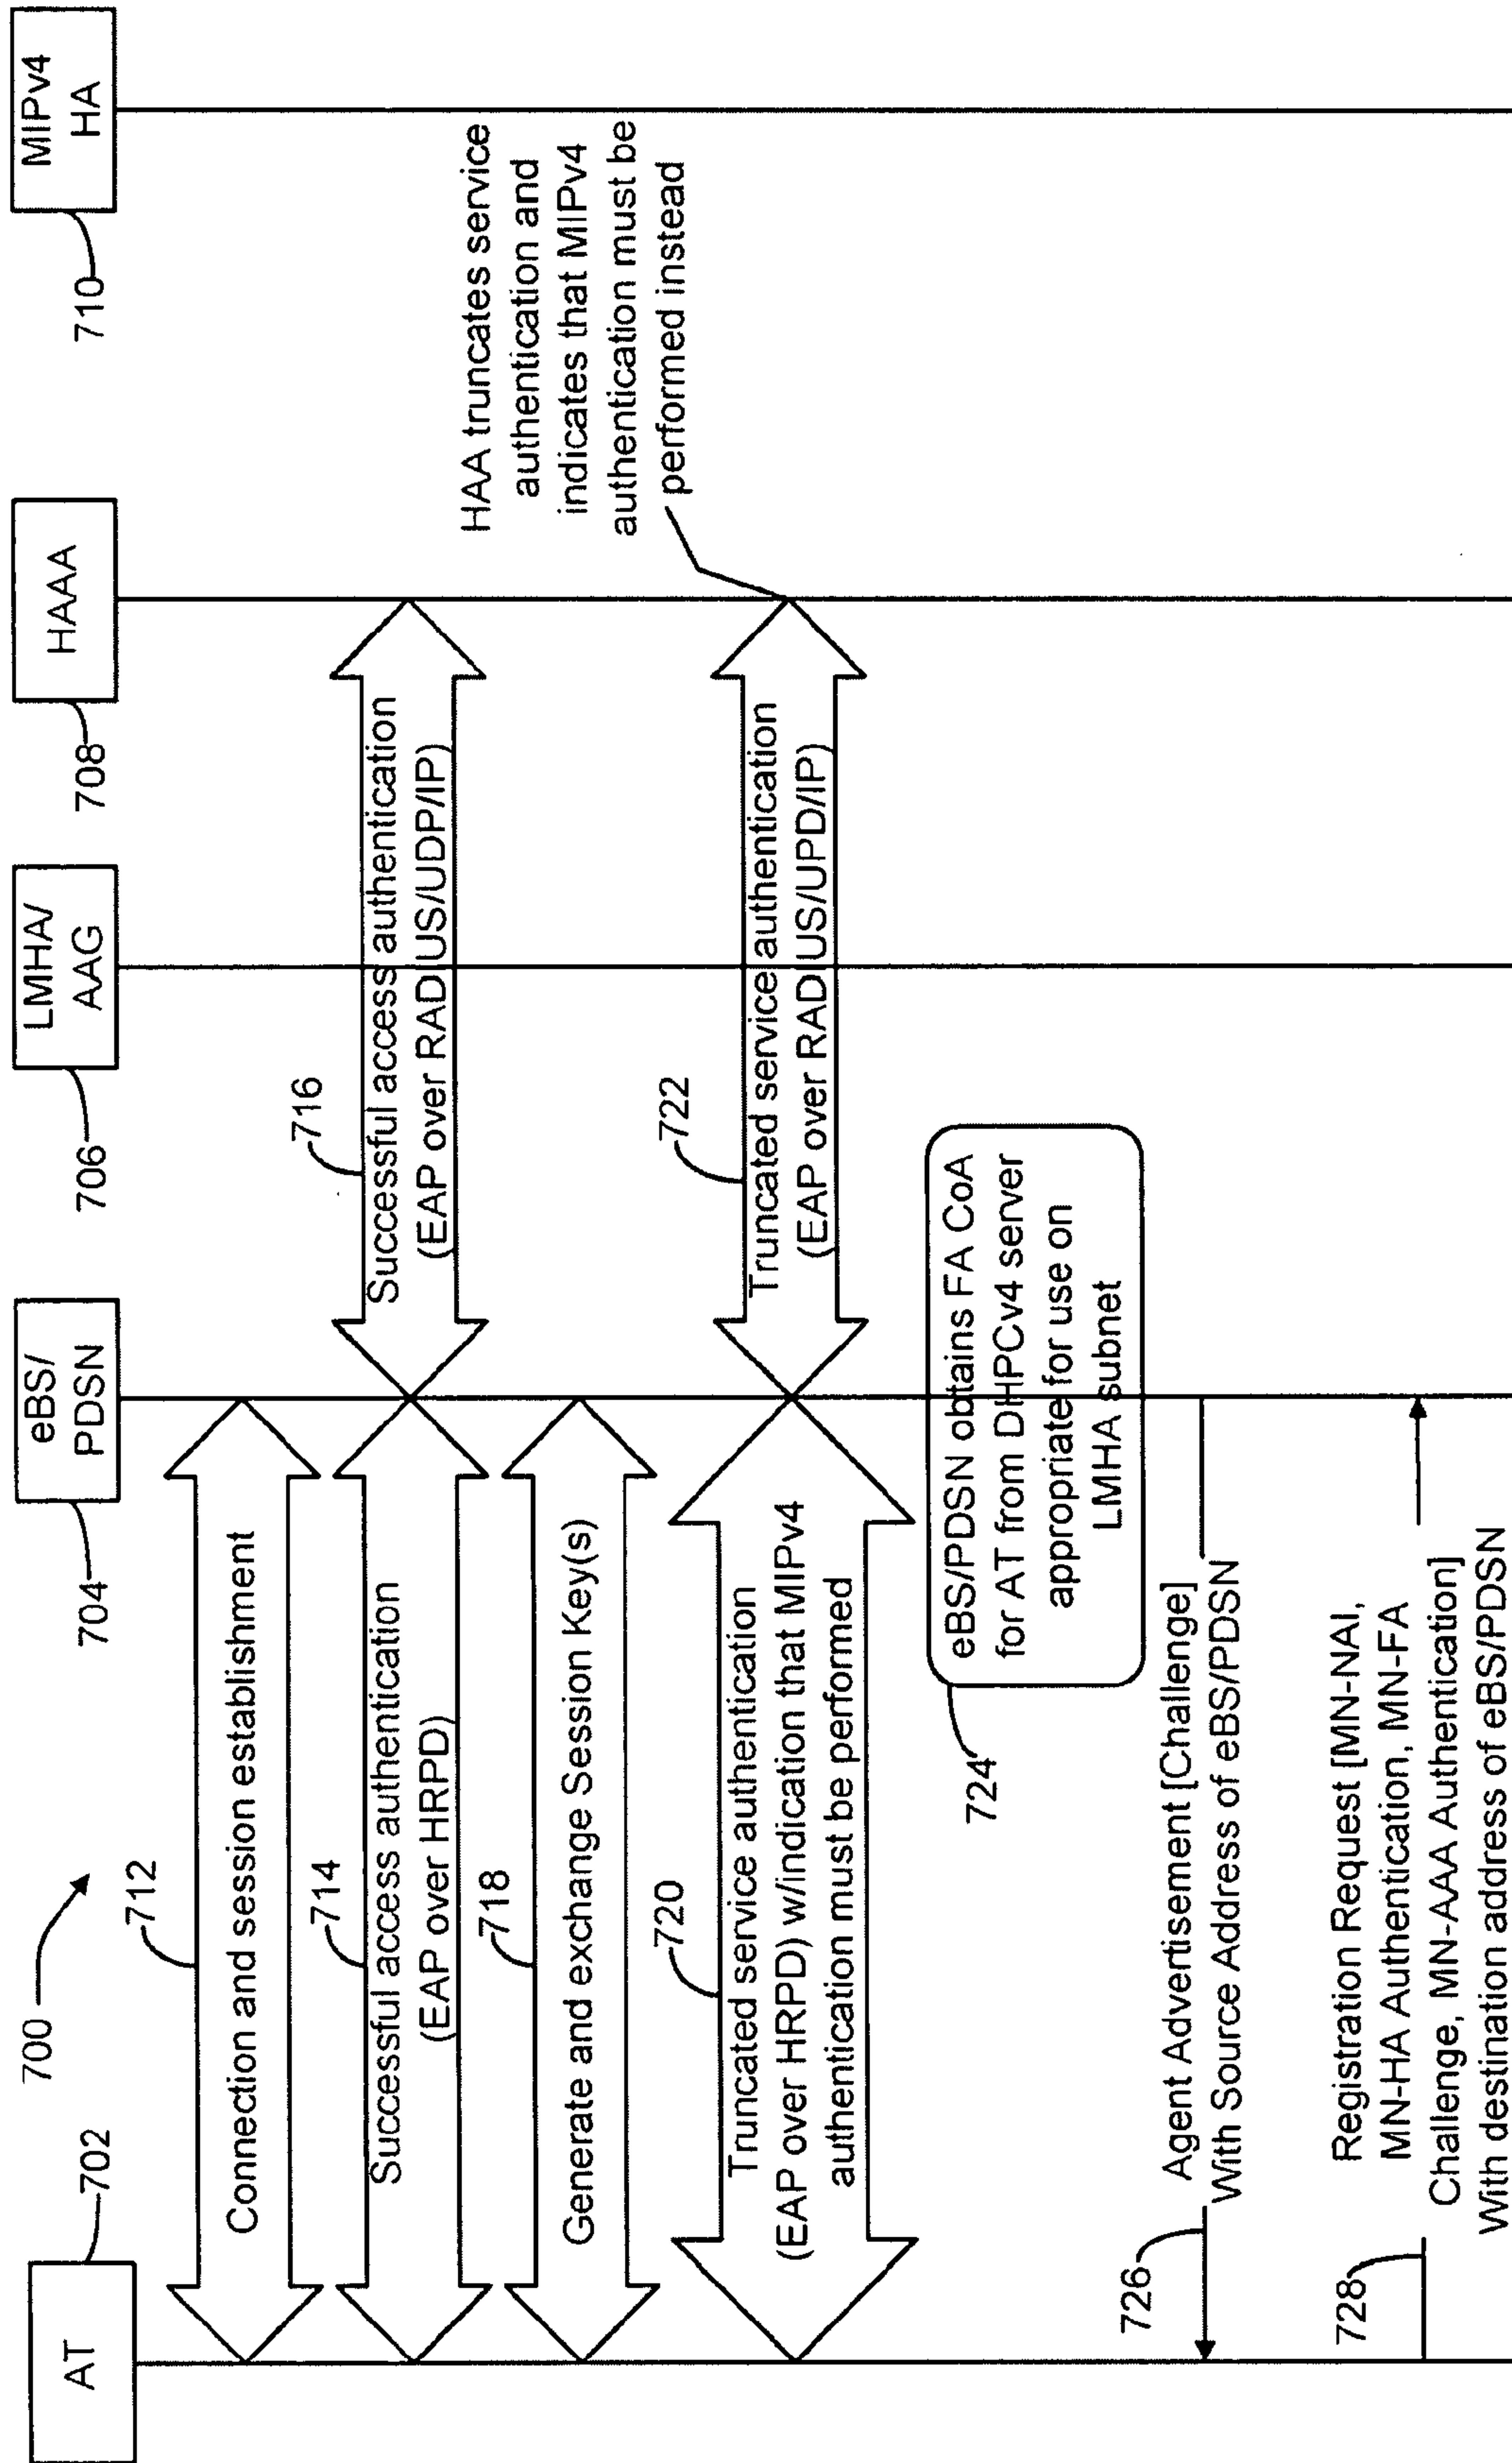 700
AT
702
eBS/
PDSN
704
LMHA/
AAG
706
HAAA
708
MIPv4
HA
710
712
Connection and session establishment
714
Successful access authentication
(EAP over HRPD)
716
Successful access authentication
(EAP over RADIUS/UDP/IP)
718
Generate and exchange Session Key(s)
720
Truncated service authentication
(EAP over HRPD) w/indication that MIPv4
authentication must be performed
722
Truncated service authentication
(EAP over RADIUS/UPD/IP)
HAA truncates service
authentication and
indicates that MIPv4
authentication must be
performed instead
eBS/PDSN obtains FA CoA
for AT from DHPCv4 server
appropriate for use on
LMHA subnet
724
726
Agent Advertisement [Challenge]
With Source Address of eBS/PDSN
728
Registration Request [MN-NAI,
MN-HA Authentication, MN-FA
Challenge, MN-AAA Authentication]
With destination address of eBS/PDSN